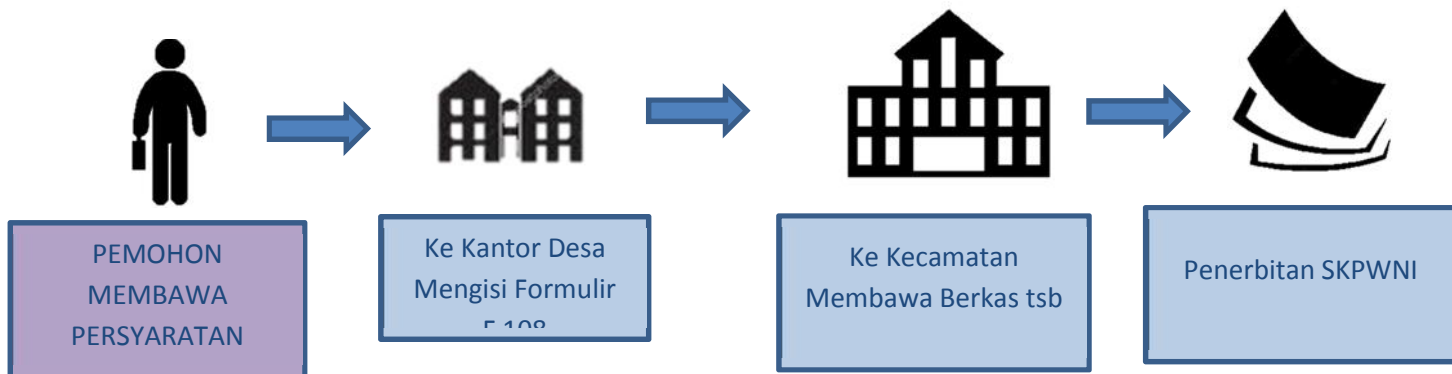 PEMOHON
MEMBAWA
PERSYARATAN
Ke Kantor Desa
Mengisi Formulir
Ke Kecamatan
Membawa Berkas tsb
Penerbitan SKPWNI